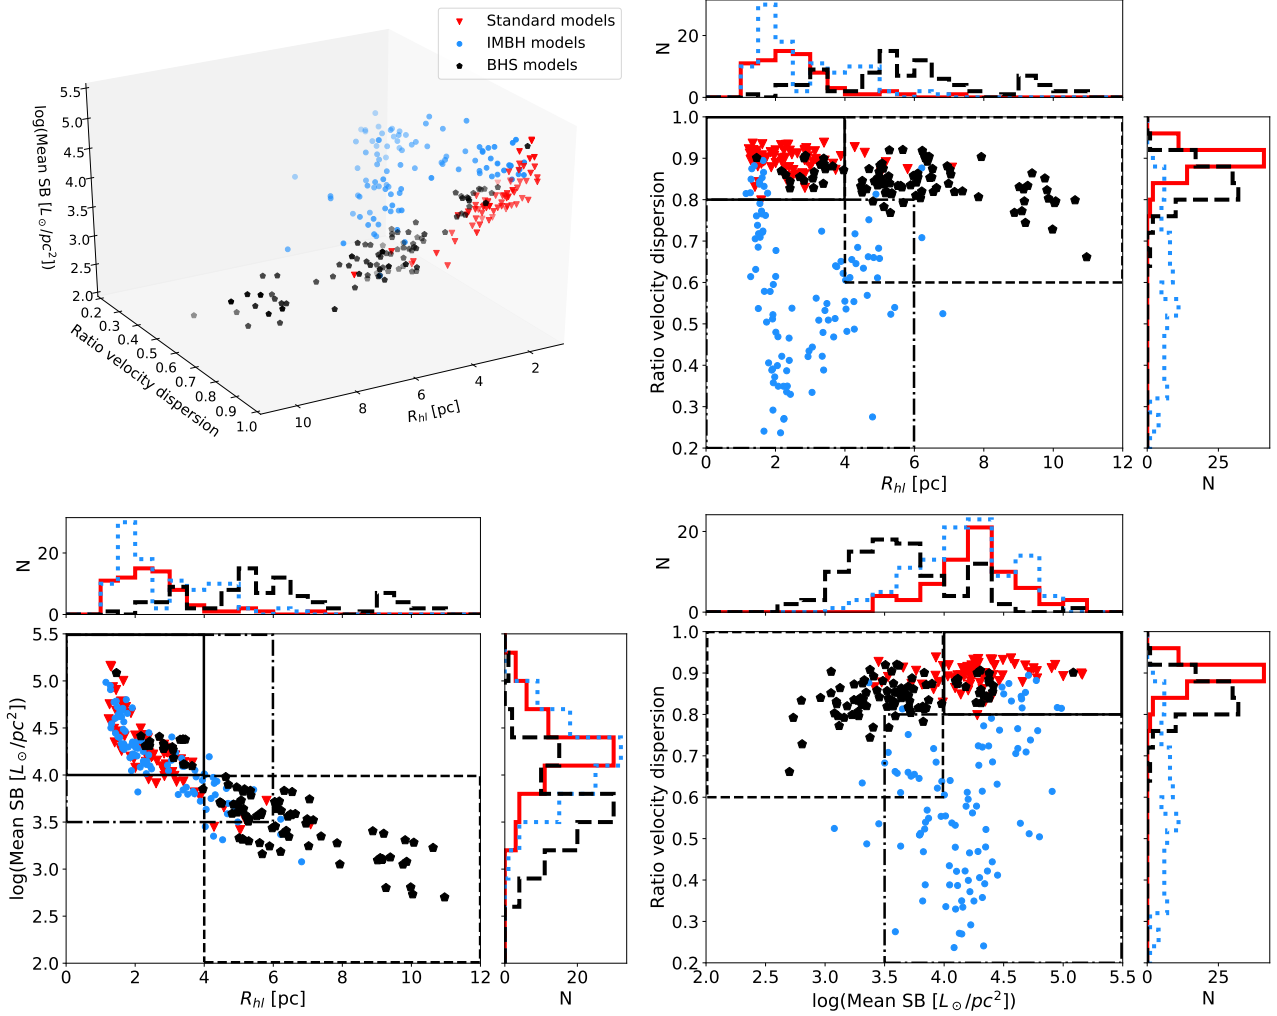 Standard models
IMBH models
BHS models
5.5
5.0
4.5
4.0
3.5
3.0
2.5
2.0
log(Mean SB [L⊙/pc²])
0.2
0.3
0.4
0.5
0.6
0.7
0.8
0.9
1.0
Ratio velocity dispersion
10
8
6
4
2
R_hl [pc]
20
0
N
1.0
0.9
0.8
0.7
0.6
0.5
0.4
0.3
0.2
Ratio velocity dispersion
0 2 4 6 8 10 12
R_hl [pc]
0 25
N
20
0
N
5.5
5.0
4.5
4.0
3.5
3.0
2.5
2.0
log(Mean SB [L⊙/pc²])
0 2 4 6 8 10 12
R_hl [pc]
0 20
N
20
0
N
1.0
0.9
0.8
0.7
0.6
0.5
0.4
0.3
0.2
Ratio velocity dispersion
2.0 2.5 3.0 3.5 4.0 4.5 5.0 5.5
log(Mean SB [L⊙/pc²])
0 25
N